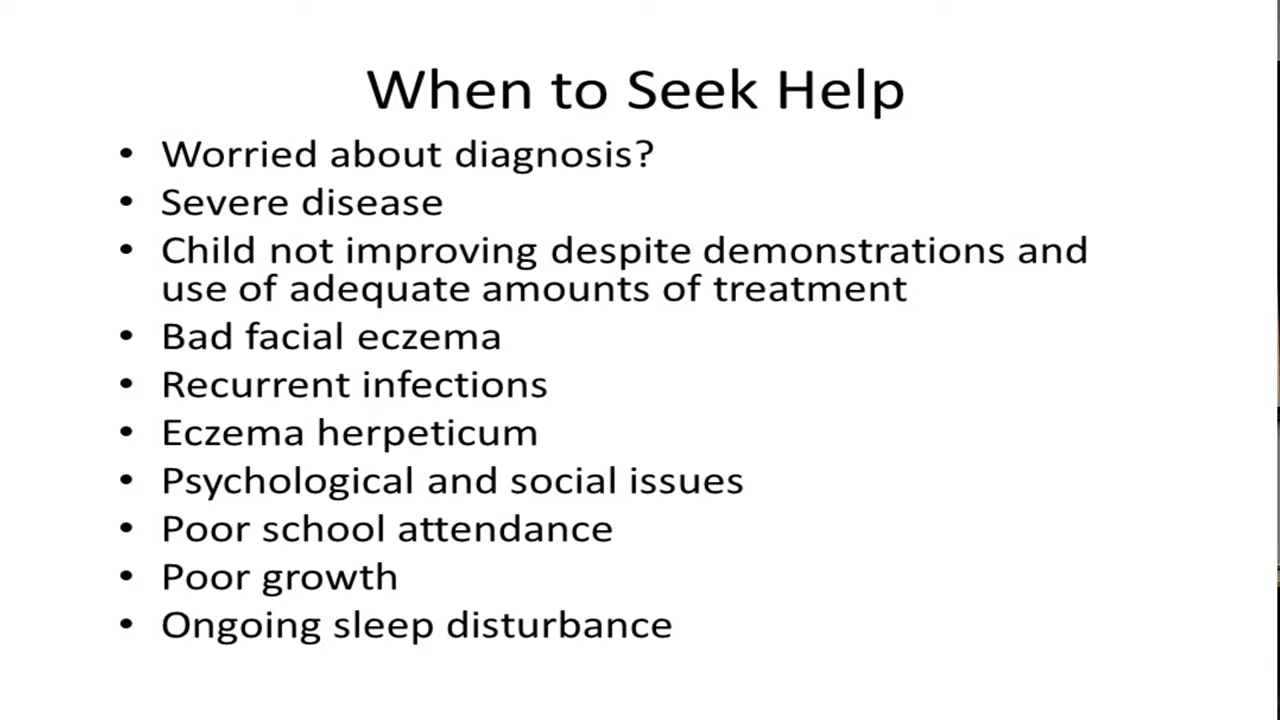 When to Seek Help
• Worried about diagnosis?
• Severe disease
• Child not improving despite demonstrations and
use of adequate amounts of treatment
• Bad facial eczema
• Recurrent infections
• Eczema herpeticum
• Psychological and social issues
• Poor school attendance
• Poor growth
• Ongoing sleep disturbance